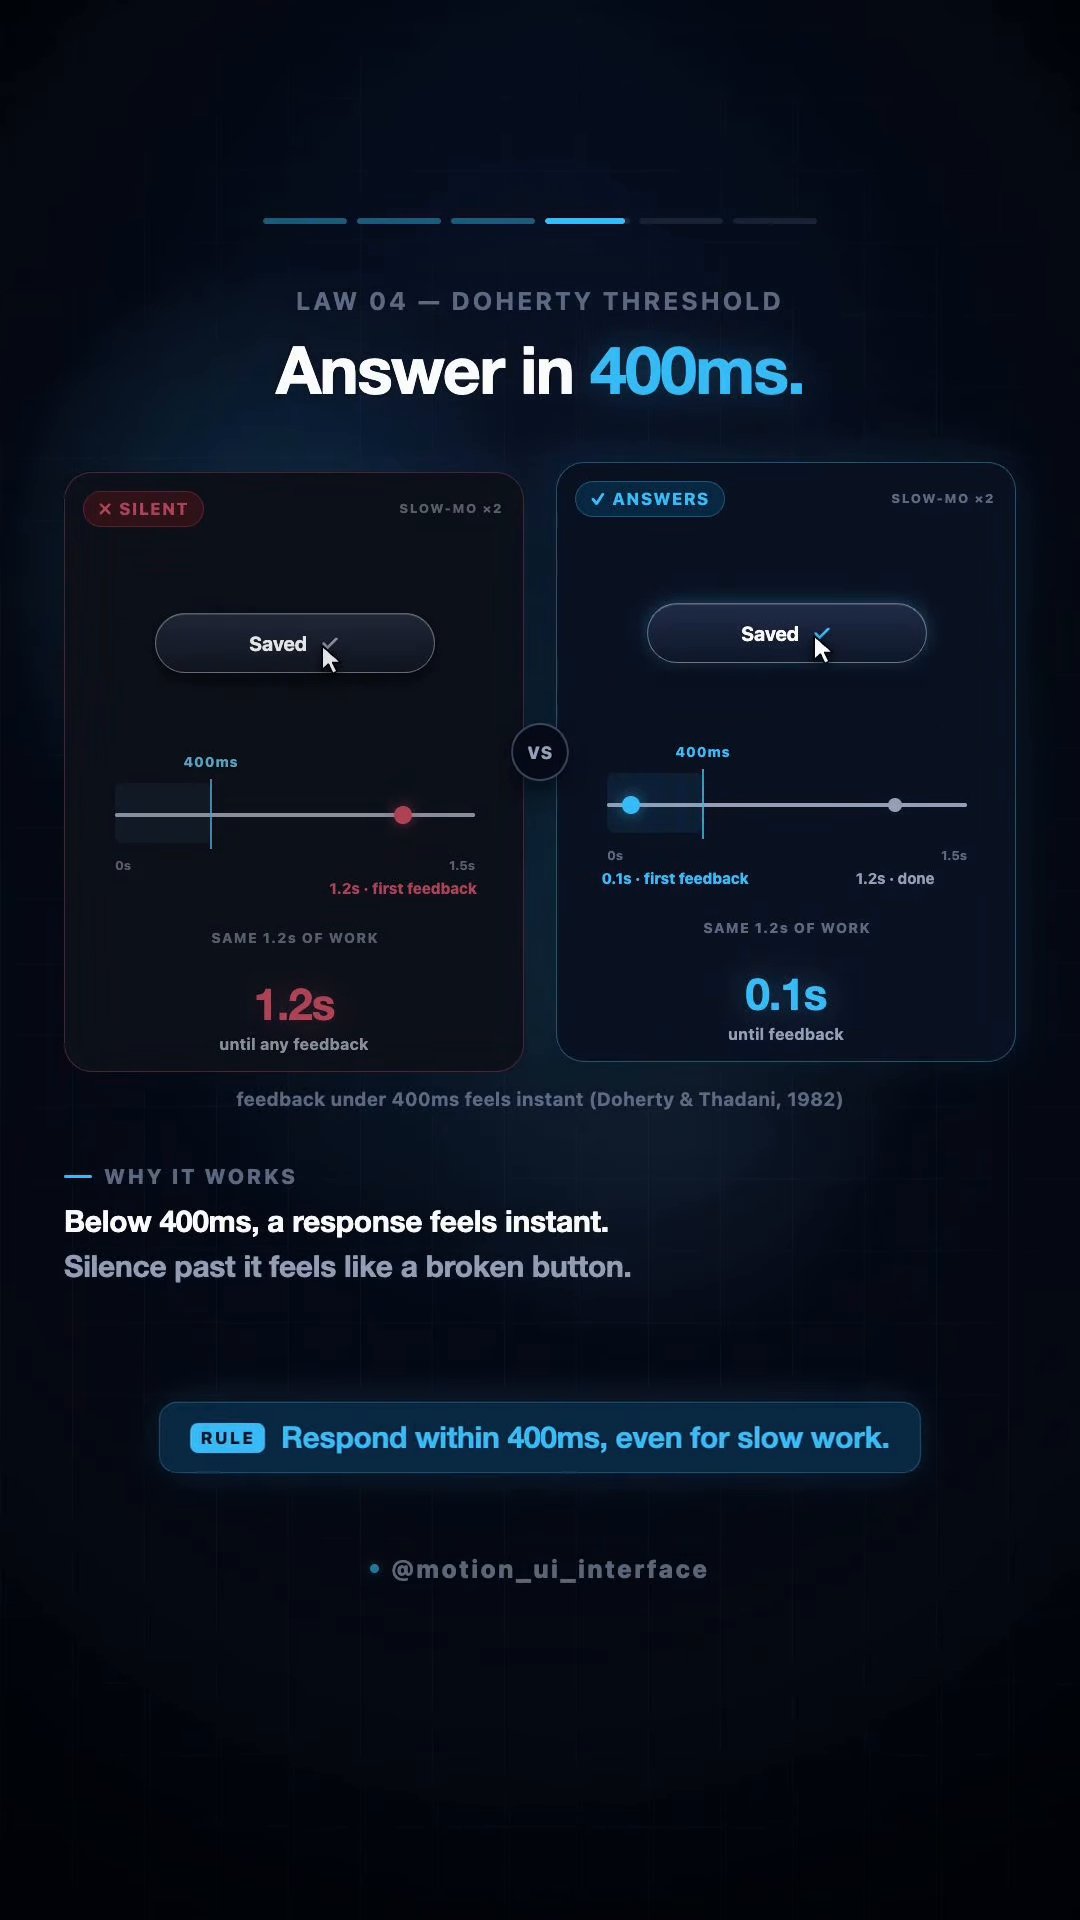 LAW 04 — DOHERTY THRESHOLD
Answer in 400ms.
✕ SILENT
SLOW-MO ×2
Saved ✓
400ms
0s
1.5s
1.2s · first feedback
SAME 1.2s OF WORK
1.2s
until any feedback
VS
✓ ANSWERS
SLOW-MO ×2
Saved ✓
400ms
0s
1.5s
0.1s · first feedback
1.2s · done
SAME 1.2s OF WORK
0.1s
until feedback
feedback under 400ms feels instant (Doherty & Thadani, 1982)
WHY IT WORKS
Below 400ms, a response feels instant.
Silence past it feels like a broken button.
RULE Respond within 400ms, even for slow work.
@motion_ui_interface